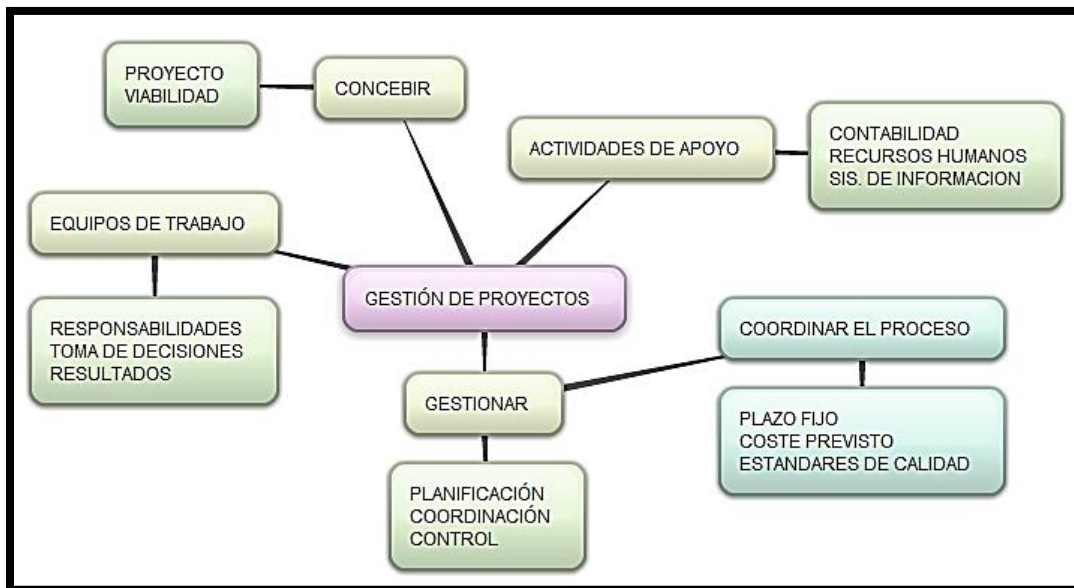 PROYECTO
VIABILIDAD
CONCEBIR
ACTIVIDADES DE APOYO
CONTABILIDAD
RECURSOS HUMANOS
SIS. DE INFORMACION
EQUIPOS DE TRABAJO
RESPONSABILIDADES
TOMA DE DECISIONES
RESULTADOS
GESTIÓN DE PROYECTOS
COORDINAR EL PROCESO
PLAZO FIJO
COSTE PREVISTO
ESTANDARES DE CALIDAD
GESTIONAR
PLANIFICACIÓN
COORDINACIÓN
CONTROL